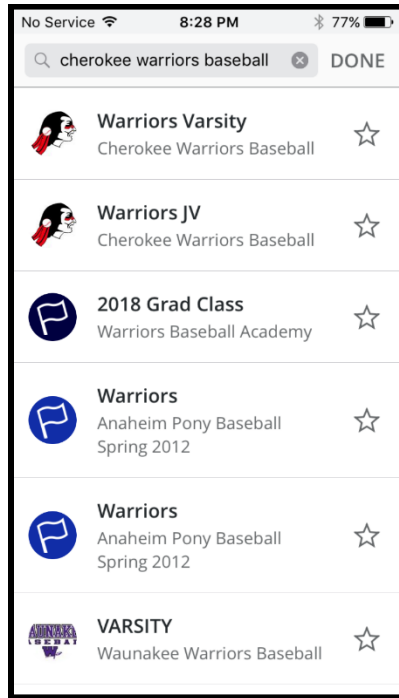 No Service 8:28 PM 77%
cherokee warriors baseball DONE
Warriors Varsity
Cherokee Warriors Baseball
Warriors JV
Cherokee Warriors Baseball
2018 Grad Class
Warriors Baseball Academy
Warriors
Anaheim Pony Baseball
Spring 2012
Warriors
Anaheim Pony Baseball
Spring 2012
VARSITY
Waunakee Warriors Baseball
W